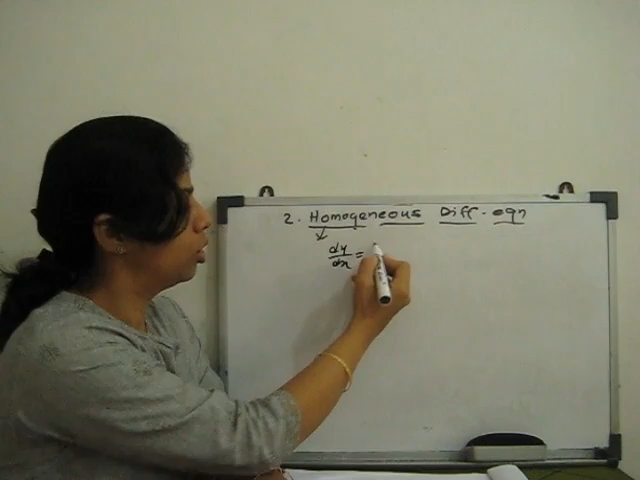 2. Homogeneous Diff. eqn
dy/dx =